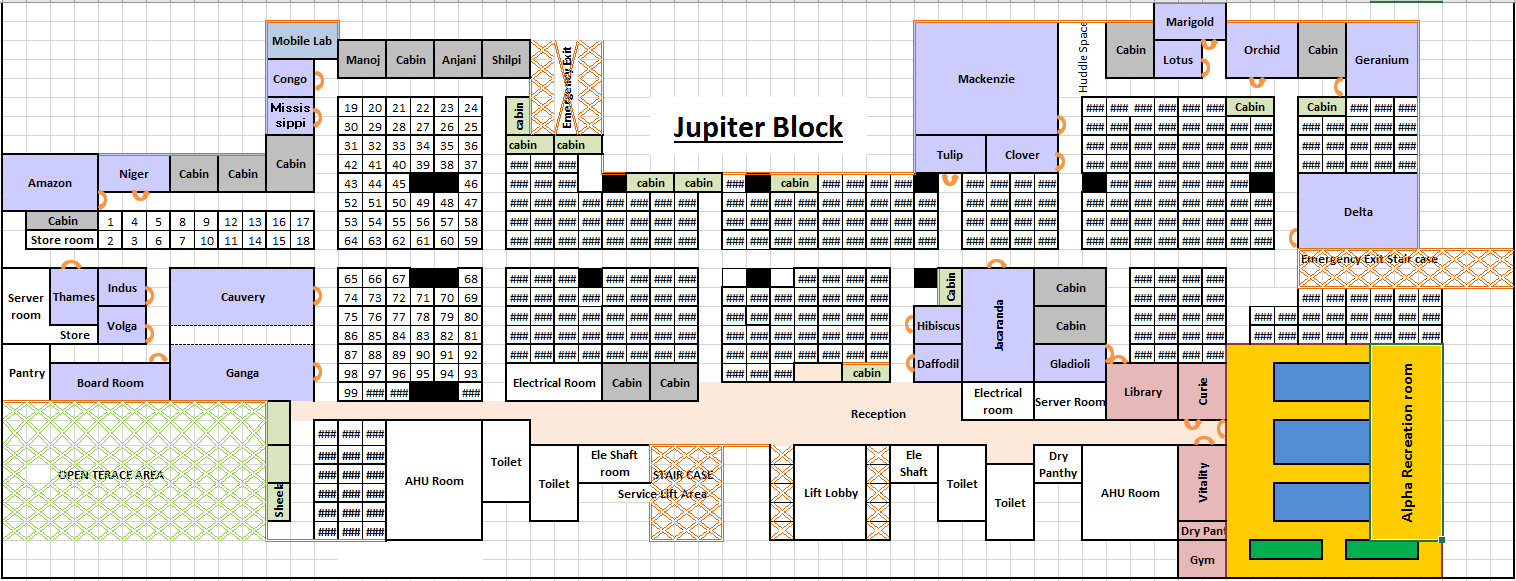 Marigold
Mobile Lab
Manoj Cabin Anjani Shilpi
Emergency Exit
Congo
Missis
sippi
Cabin
cabin
cabin cabin
Jupiter Block
Mackenzie
Huddle Space
Cabin
Lotus
Orchid
Cabin
Geranium
Tulip Clover
Amazon
Niger
Cabin
Cabin
Cabin
Store room
1 4 5 8 9 12 13 16 17
2 3 6 7 10 11 14 15 18
19 20 21 22 23 24
30 29 28 27 26 25
31 32 33 34 35 36
42 41 40 39 38 37
43 44 45 46
52 51 50 49 48 47
53 54 55 56 57 58
64 63 62 61 60 59
### ### ###
### ### ### cabin cabin
### ### ### ### ### ### ### ###
### ### ### ### ### ### ### ###
### ### ### ### ### ### ### ###
### cabin ### ### ### ###
### ### ### ### ### ### ### ### ###
### ### ### ### ### ### ### ### ###
### ### ### ### ### ### ### ### ###
### ### ### ###
### ### ### ###
### ### ### ###
### ### ### ###
### ### ### ### ### ### Cabin
### ### ### ### ### ### ### ###
### ### ### ### ### ### ### ###
### ### ### ### ### ### ### ###
### ### ### ### ### ###
### ### ### ### ### ### ### ###
### ### ### ### ### ### ### ###
### ### ### ### ### ### ### ###
Cabin ### ### ###
### ### ### ### ###
### ### ### ### ###
### ### ### ### ###
Delta
Emergency Exit Stair case
Server
room
Thames
Indus
Volga
Store
Pantry
Board Room
Cauvery
Ganga
65 66 67 68
74 73 72 71 70 69
75 76 77 78 79 80
86 85 84 83 82 81
87 88 89 90 91 92
98 97 96 95 94 93
99 ### ### ###
### ### ### ### ### ### ###
### ### ### ### ### ### ### ###
### ### ### ### ### ### ### ###
### ### ### ### ### ### ### ###
### ### ### ### ### ### ### ###
Electrical Room Cabin Cabin
### ### ### ###
### ### ### ### ### ### ###
### ### ### ### ### ### ###
### ### ### ### ### ### ###
### ### ### ### ### ### ###
### ### ### cabin
Cabin
Hibiscus
Daffodil
Jacaranda
Cabin
Cabin
Gladioli
Electrical
room
Server Room
### ### ### ###
### ### ### ###
### ### ### ###
### ### ### ###
### ### ### ###
### ### ### ### ### ###
### ### ### ### ### ### ### ###
### ### ### ### ### ### ### ###
Library
Curie
Reception
Alpha Recreation room
OPEN TERACE AREA
Sheek
### ### ###
### ### ###
### ### ###
### ### ###
### ### ###
### ### ###
AHU Room
Toilet
Toilet
Ele Shaft
room
STAIR CASE
Service Lift Area
Lift Lobby
Ele
Shaft
Toilet
Toilet
Dry
Panthy
AHU Room
Vitality
Dry Pant
Gym